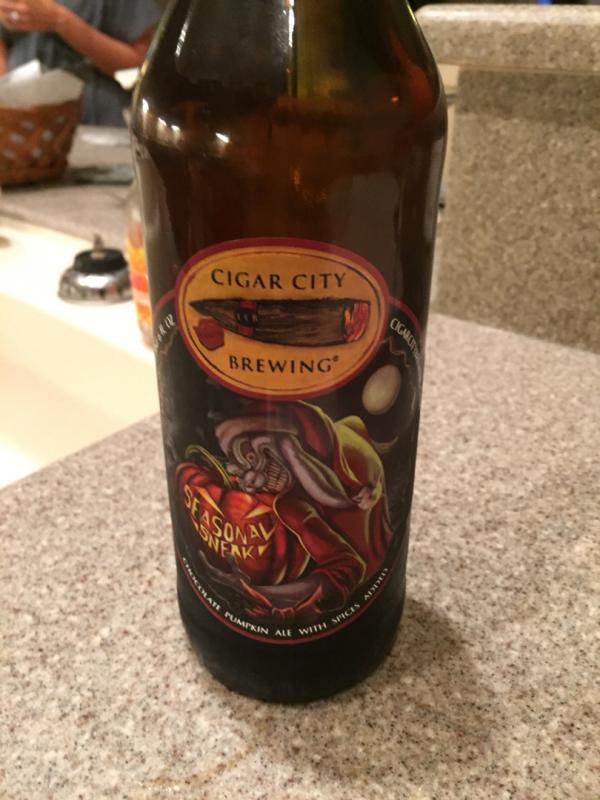 CIGAR CITY
BREWING®
SEASONAL
SNEAK
CHOCOLATE PUMPKIN ALE WITH SPICES ADDED